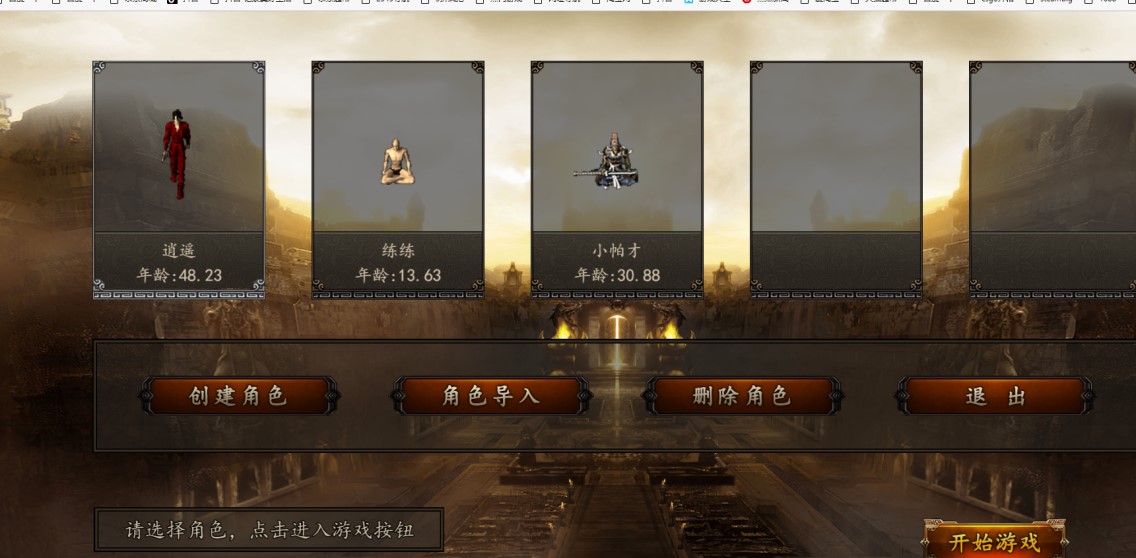 逍遥
年龄:48.23
练练
年龄:13.63
小帕才
年龄:30.88
创建角色
角色导入
删除角色
退 出
请选择角色，点击进入游戏按钮
开始游戏